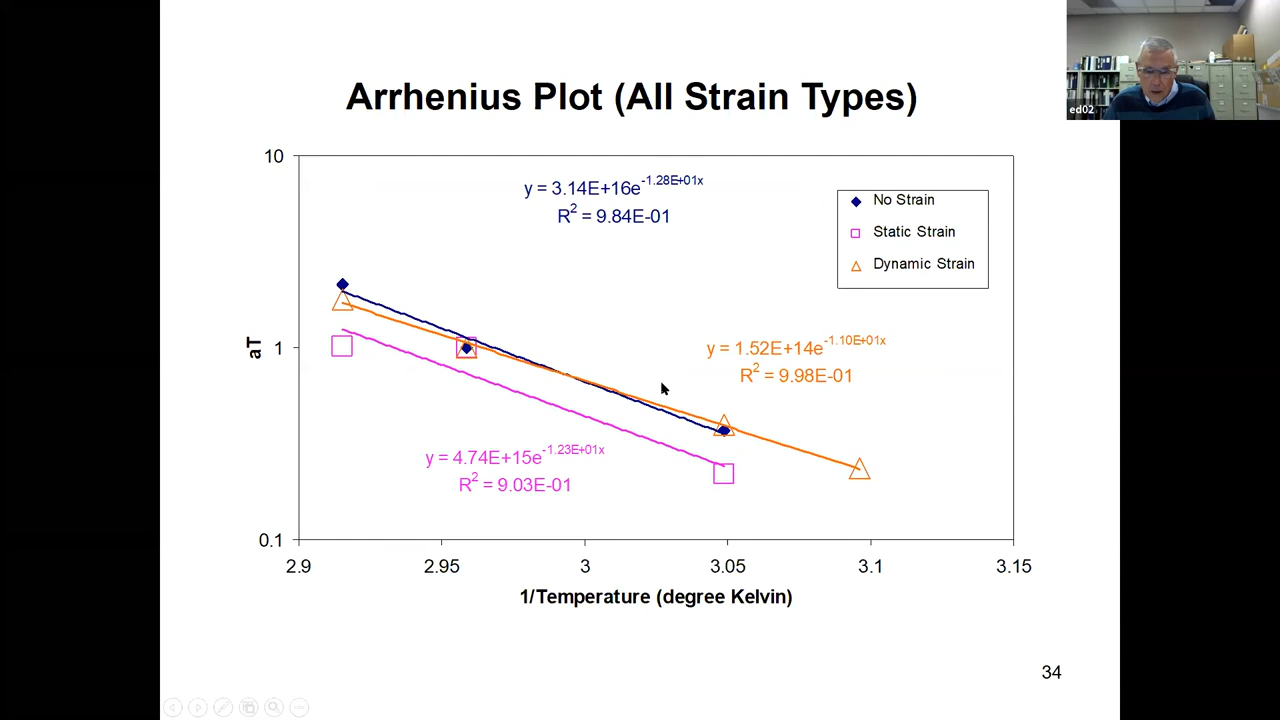 ed02
Arrhenius Plot (All Strain Types)
10
1
0.1
aT
y = 3.14E+16e^-1.28E+01x
R² = 9.84E-01
No Strain
Static Strain
Dynamic Strain
y = 1.52E+14e^-1.10E+01x
R² = 9.98E-01
y = 4.74E+15e^-1.23E+01x
R² = 9.03E-01
2.9 2.95 3 3.05 3.1 3.15
1/Temperature (degree Kelvin)
34